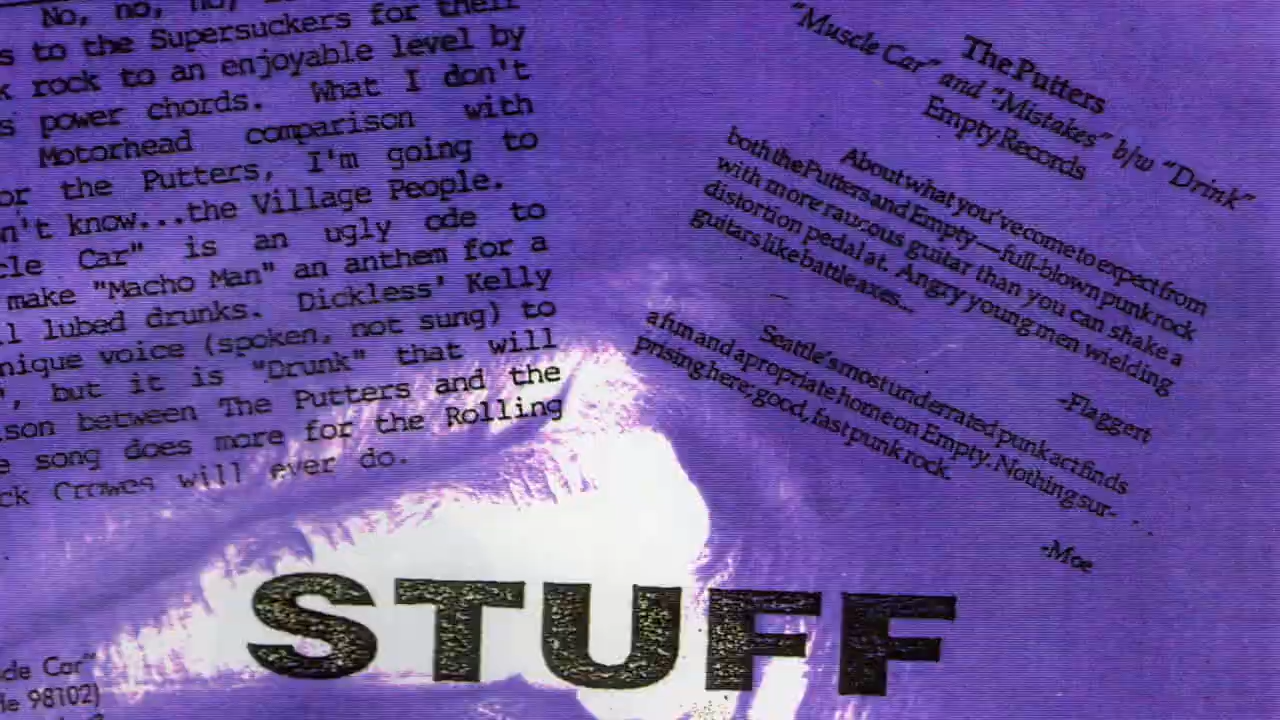 No, no, no,
s to the Supersuckers for their
k rock to an enjoyable level by
s power chords. What I don't
Motorhead comparison with
or the Putters, I'm going to
n't know...the Village People.
cle Car" is an ugly ode to
make "Macho Man" an anthem for a
ll lubed drunks. Dickless' Kelly
nique voice (spoken, not sung) to
", but it is "Drunk" that will
ison between The Putters and the
e song does more for the Rolling
ck Crowes will ever do.
The Putters
"Muscle Car" and "Mistakes" b/w "Drink"
Empty Records
About what you've come to expect from
both the Putters and Empty—full-blown punk rock
with more raucous guitar than you can shake a
distortion pedal at. Angry young men wielding
guitars like battle axes...
-Flaggert
Seattle's most underrated punk act finds
a fun and apropriate home on Empty. Nothing sur-
prising here; good, fast punk rock.
-Moe
STUFF
cle Car"
le 98102)